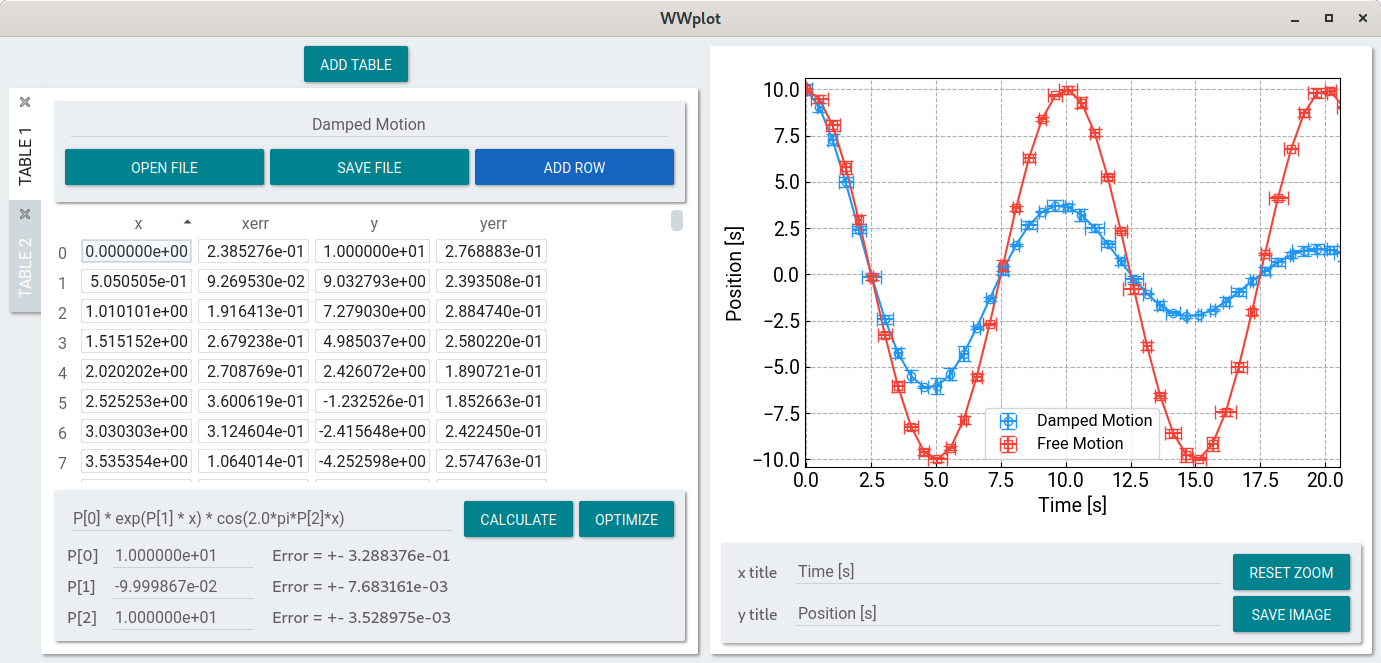 WWplot
ADD TABLE
TABLE 1
TABLE 2
Damped Motion
OPEN FILE SAVE FILE ADD ROW
x xerr y yerr
0 0.000000e+00 2.385276e-01 1.000000e+01 2.768883e-01
1 5.050505e-01 9.269530e-02 9.032793e+00 2.393508e-01
2 1.010101e+00 1.916413e-01 7.279030e+00 2.884740e-01
3 1.515152e+00 2.679238e-01 4.985037e+00 2.580220e-01
4 2.020202e+00 2.708769e-01 2.426072e+00 1.890721e-01
5 2.525253e+00 3.600619e-01 -1.232526e-01 1.852663e-01
6 3.030303e+00 3.124604e-01 -2.415648e+00 2.422450e-01
7 3.535354e+00 1.064014e-01 -4.252598e+00 2.574763e-01
P[0] * exp(P[1] * x) * cos(2.0*pi*P[2]*x) CALCULATE OPTIMIZE
P[0] 1.000000e+01 Error = +- 3.288376e-01
P[1] -9.999867e-02 Error = +- 7.683161e-03
P[2] 1.000000e+01 Error = +- 3.528975e-03
10.0
7.5
5.0
2.5
0.0
−2.5
−5.0
−7.5
−10.0
Position [s]
Damped Motion
Free Motion
0.0 2.5 5.0 7.5 10.0 12.5 15.0 17.5 20.0
Time [s]
x title Time [s] RESET ZOOM
y title Position [s] SAVE IMAGE